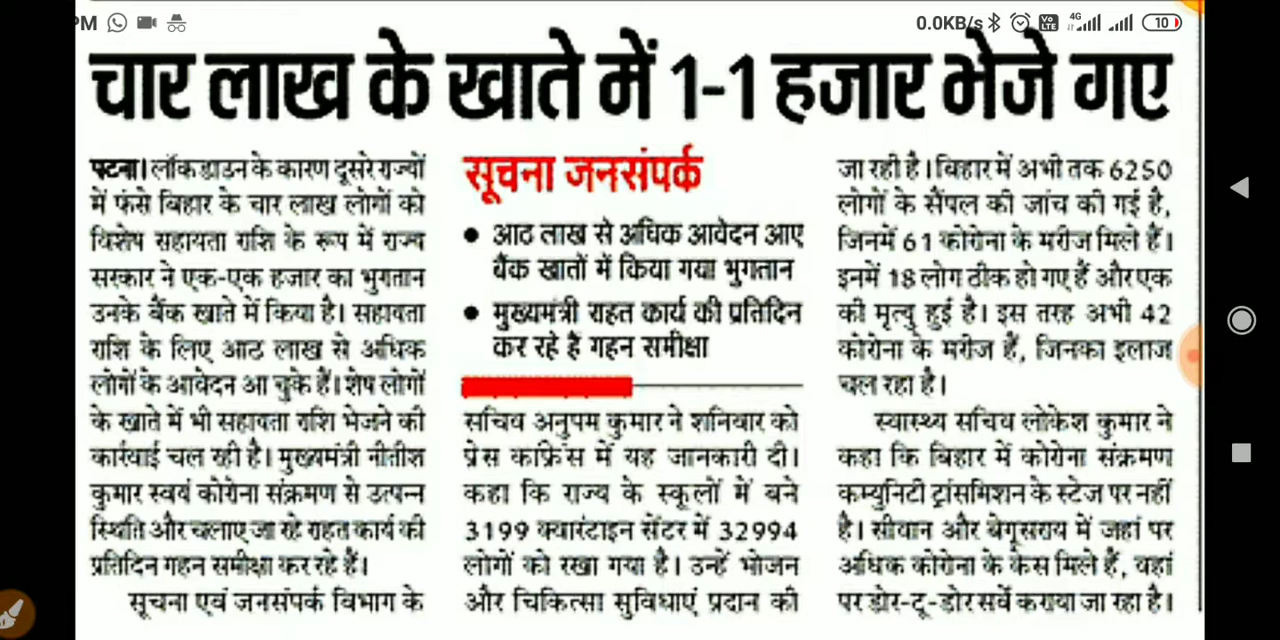 PM
0.0KB/s
Vo LTE
4G
10
चार लाख के खाते में 1-1 हजार भेजे गए
पटना। लॉक डाउन के कारण दूसरे राज्यों
में फंसे बिहार के चार लाख लोगों को
विशेष सहायता राशि के रूप में राज्य
सरकार ने एक-एक हजार का भुगतान
उनके बैंक खाते में किया है। सहायता
राशि के लिए आठ लाख से अधिक
लोगों के आवेदन आ चुके हैं। शेष लोगों
के खाते में भी सहायता राशि भेजने की
कार्रवाई चल रही है। मुख्यमंत्री नीतीश
कुमार स्वयं कोरोना संक्रमण से उत्पन्न
स्थिति और चलाए जा रहे राहत कार्य की
प्रतिदिन गहन समीक्षा कर रहे हैं।
सूचना एवं जनसंपर्क विभाग के
सूचना जनसंपर्क
● आठ लाख से अधिक आवेदन आए
बैंक खातों में किया गया भुगतान
● मुख्यमंत्री राहत कार्य की प्रतिदिन
कर रहे हैं गहन समीक्षा
सचिव अनुपम कुमार ने शनिवार को
प्रेस कांफ्रेंस में यह जानकारी दी।
कहा कि राज्य के स्कूलों में बने
3199 क्वारंटाइन सेंटर में 32994
लोगों को रखा गया है। उन्हें भोजन
और चिकित्सा सुविधाएं प्रदान की
जा रही है। बिहार में अभी तक 6250
लोगों के सैंपल की जांच की गई है,
जिनमें 61 कोरोना के मरीज मिले हैं।
इनमें 18 लोग ठीक हो गए हैं और एक
की मृत्यू हुई है। इस तरह अभी 42
कोरोना के मरीज हैं, जिनका इलाज
चल रहा है।
स्वास्थ्य सचिव लोकेश कुमार ने
कहा कि बिहार में कोरोना संक्रमण
कम्युनिटी ट्रांसमिशन के स्टेज पर नहीं
है। सीवान और बेगूसराय में जहां पर
अधिक कोरोना के केस मिले हैं, वहां
पर डोर-टू-डोर सर्वे कराया जा रहा है।